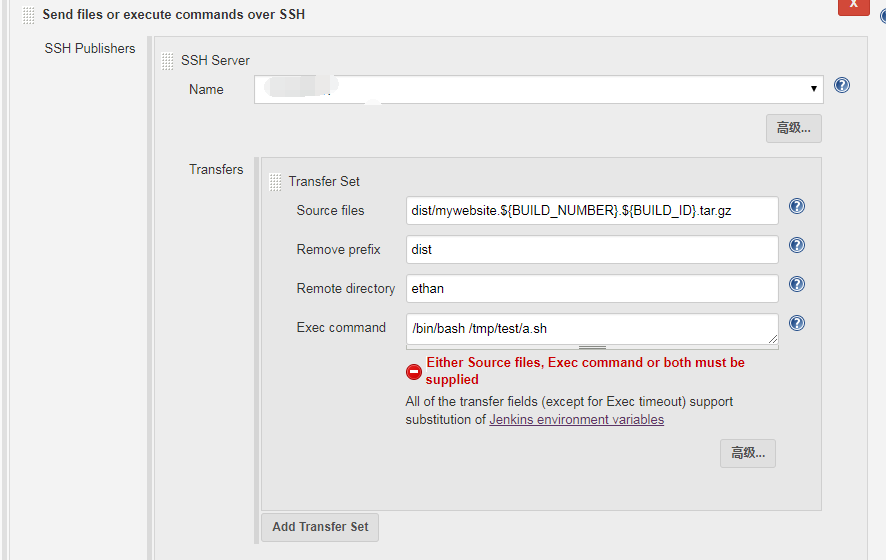 Send files or execute commands over SSH
X
SSH Publishers
SSH Server
Name
高级...
Transfers
Transfer Set
Source files
dist/mywebsite.${BUILD_NUMBER}.${BUILD_ID}.tar.gz
Remove prefix
dist
Remote directory
ethan
Exec command
/bin/bash /tmp/test/a.sh
Either Source files, Exec command or both must be
supplied
All of the transfer fields (except for Exec timeout) support
substitution of Jenkins environment variables
高级...
Add Transfer Set